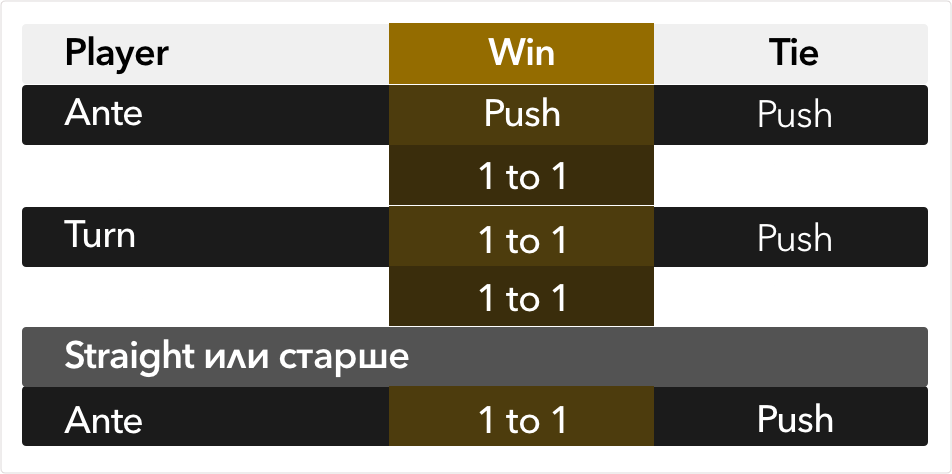 Player Win Tie
Ante Push Push
1 to 1
Turn 1 to 1 Push
1 to 1
Straight или старше
Ante 1 to 1 Push